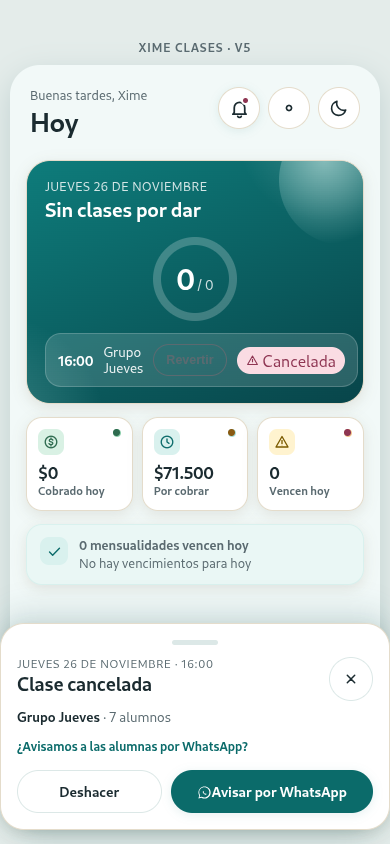 XIME CLASES · V5
Buenas tardes, Xime
Hoy
JUEVES 26 DE NOVIEMBRE
Sin clases por dar
0 / 0
16:00
Grupo
Jueves
Revertir
Cancelada
$0
Cobrado hoy
$71.500
Por cobrar
0
Vencen hoy
0 mensualidades vencen hoy
No hay vencimientos para hoy
JUEVES 26 DE NOVIEMBRE · 16:00
Clase cancelada
Grupo Jueves · 7 alumnos
¿Avisamos a las alumnas por WhatsApp?
Deshacer
Avisar por WhatsApp